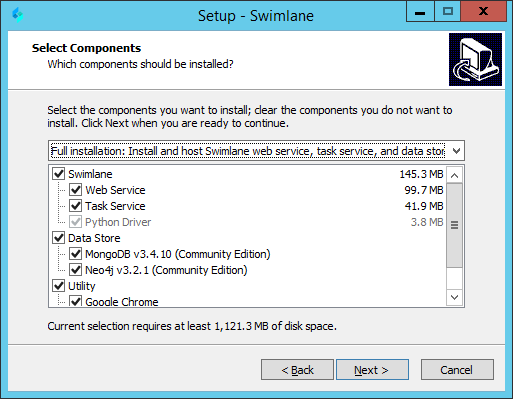 Setup - Swimlane
Select Components
Which components should be installed?
Select the components you want to install; clear the components you do not want to
install. Click Next when you are ready to continue.
Full installation: Install and host Swimlane web service, task service, and data stor
Swimlane 145.3 MB
Web Service 99.7 MB
Task Service 41.9 MB
Python Driver 3.8 MB
Data Store
MongoDB v3.4.10 (Community Edition)
Neo4j v3.2.1 (Community Edition)
Utility
Google Chrome
Current selection requires at least 1,121.3 MB of disk space.
< Back Next > Cancel